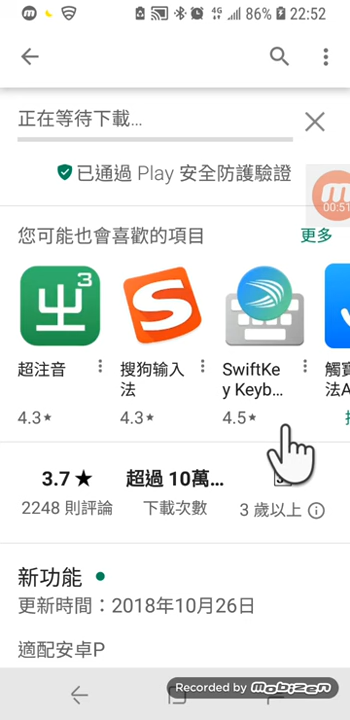 4G 86% 22:52
正在等待下載...
已通過 Play 安全防護驗證
00:51
您可能也會喜歡的項目
更多
3
S
超注音
搜狗输入法
SwiftKey Keyb...
觸寶
法A
4.3★
4.3★
4.5★
3.7 ★
超過 10萬...
2248 則評論
下載次數
3 歲以上
新功能
更新時間：2018年10月26日
適配安卓P
Recorded by MOBIZEN